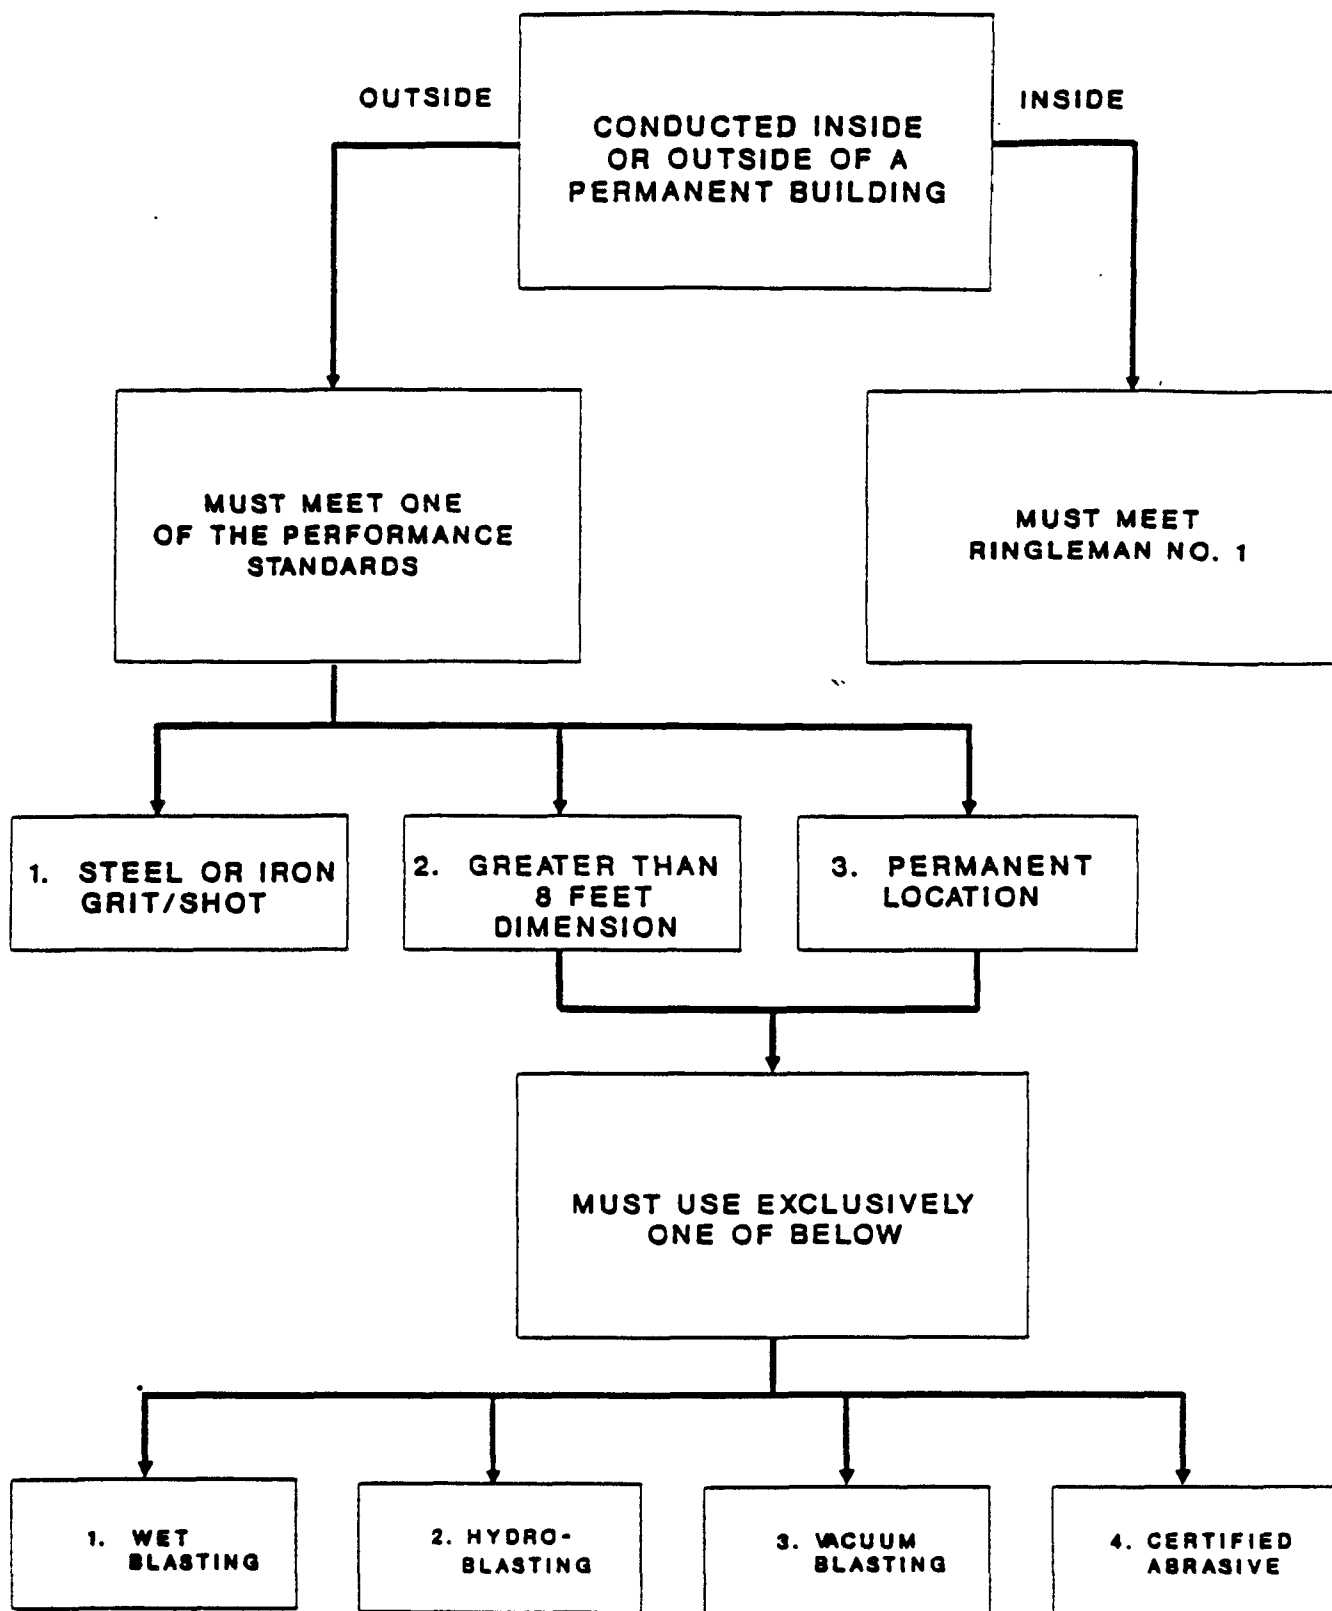 OUTSIDE
INSIDE
CONDUCTED INSIDE
OR OUTSIDE OF A
PERMANENT BUILDING
MUST MEET ONE
OF THE PERFORMANCE
STANDARDS
MUST MEET
RINGLEMAN NO. 1
1. STEEL OR IRON
GRIT/SHOT
2. GREATER THAN
8 FEET
DIMENSION
3. PERMANENT
LOCATION
MUST USE EXCLUSIVELY
ONE OF BELOW
1. WET
BLASTING
2. HYDRO-
BLASTING
3. VACUUM
BLASTING
4. CERTIFIED
ABRASIVE